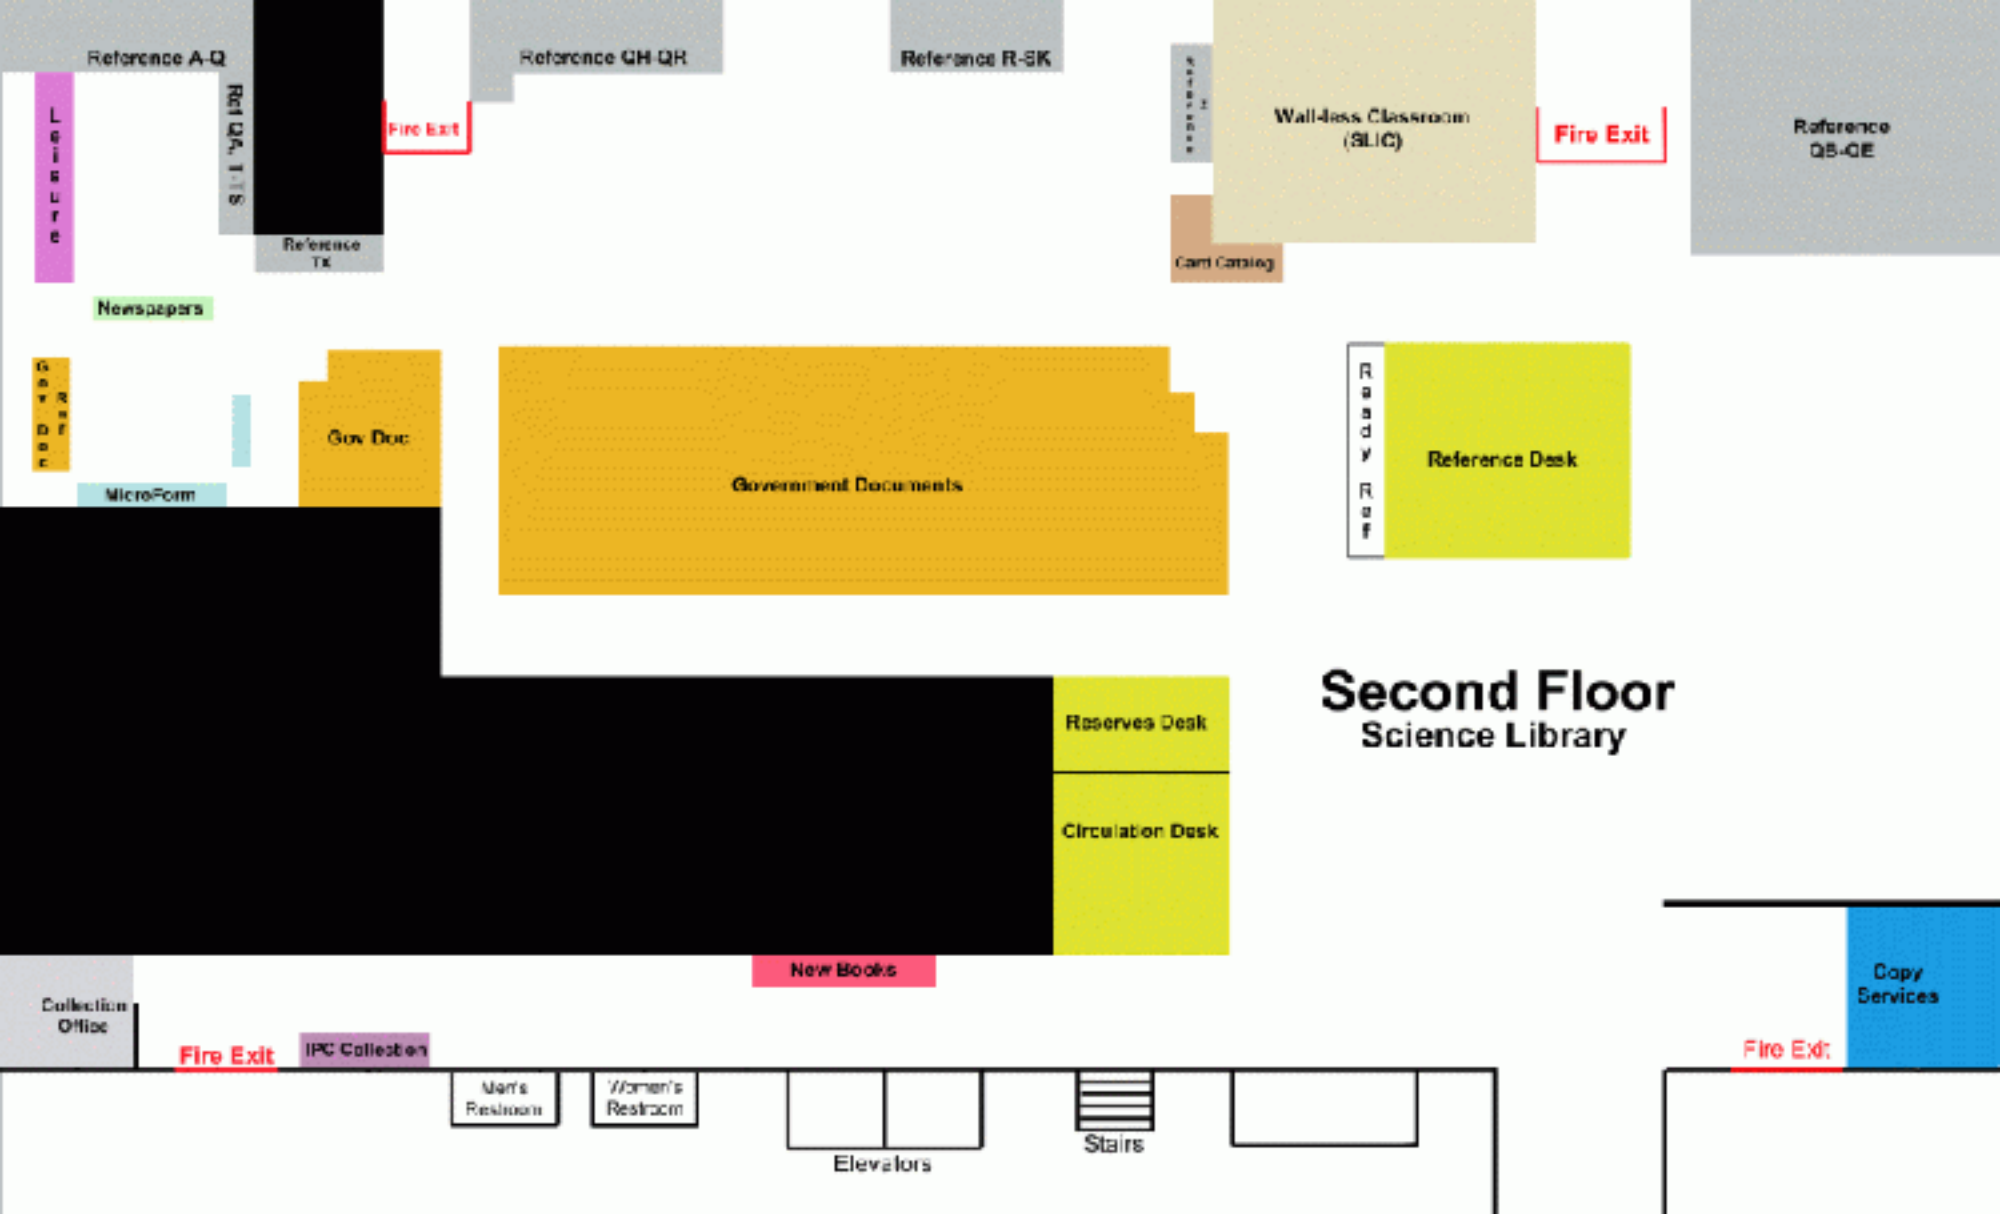 Reference A-Q
Reference QH-QR
Reference R-SK
Leisure
Ref QA, T-TS
Fire Exit
Reference
Z
Wall-less Classroom
(SLIC)
Fire Exit
Reference
QB-QE
Reference
TX
Card Catalog
Newspapers
Gov Doc
Ref
Gov Doc
Government Documents
Ready Ref
Reference Desk
MicroForm
Second Floor
Science Library
Reserves Desk
Circulation Desk
New Books
Collection
Office
Fire Exit
IPC Collection
Copy
Services
Fire Exit
Men's
Restroom
Women's
Restroom
Elevators
Stairs